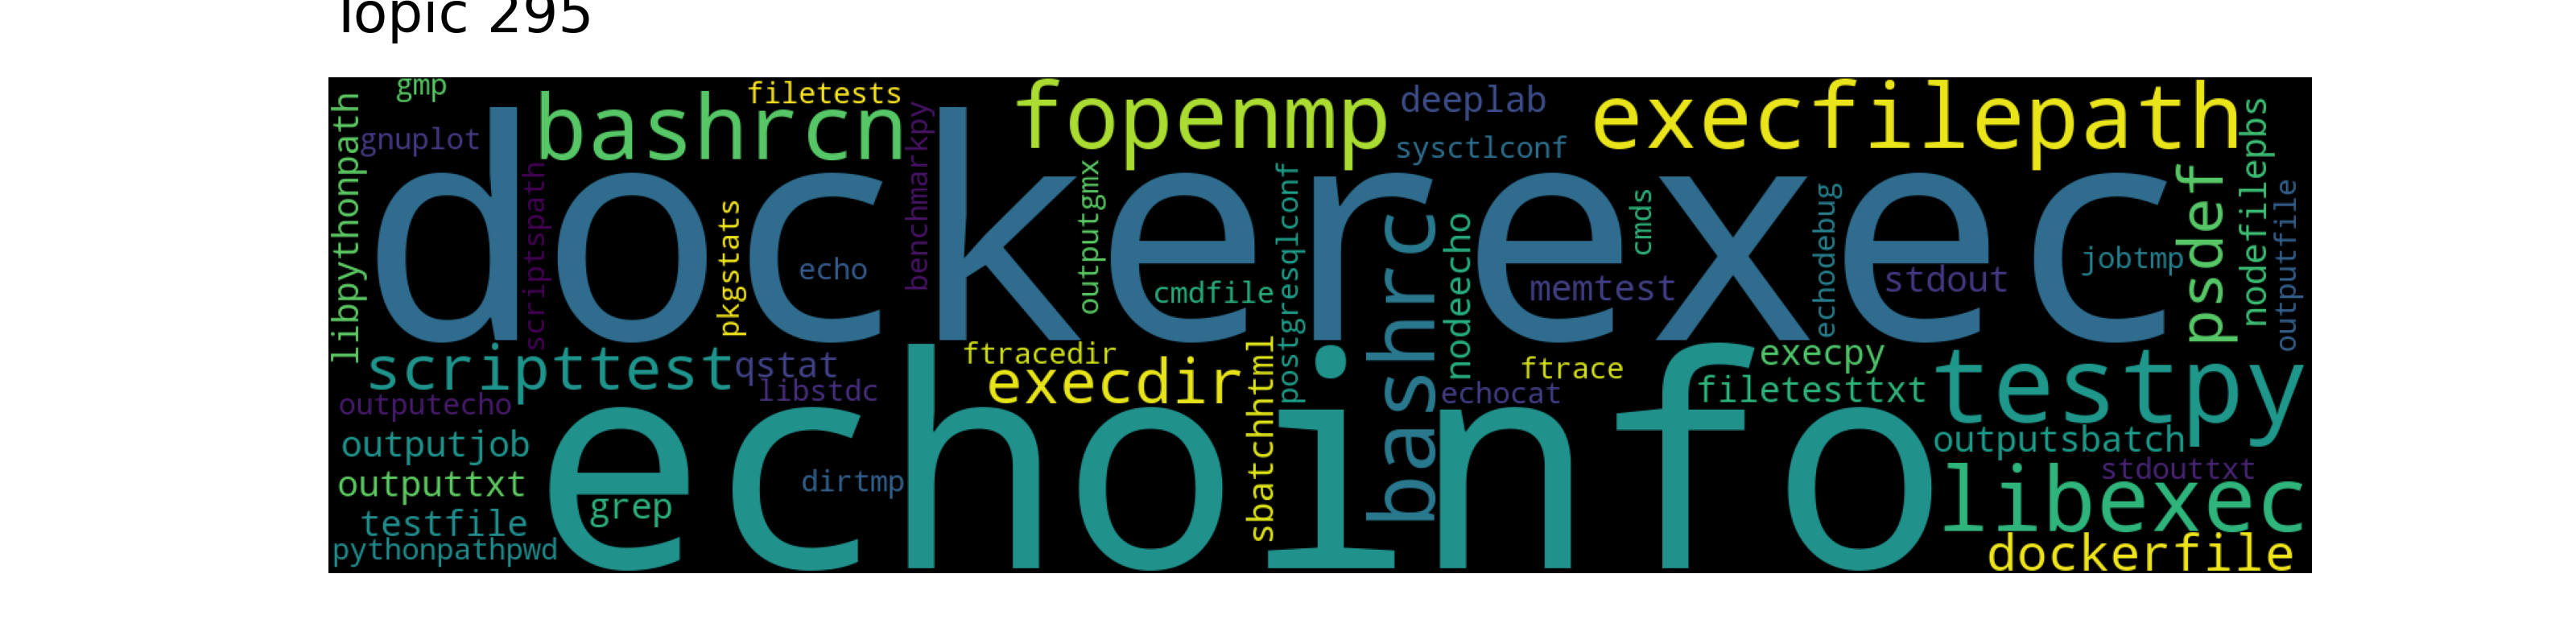 Topic 295
gmp
filetests
bashrcn
fopenmp
deeplab
execfilepath
gnuplot
sysctlconf
libpythonpath
benchmarkpy
nodefilepbs
dockerexec
scriptspath
pkgstats
echo
outputgmx
cmdfile
postgresqlconf
bashrc
nodeecho
memtest
cmds
echodebug
stdout
jobtmp
psdef
outputfile
scripttest
qstat
libstdc
ftracedir
execdir
sbatchhtml
echocat
ftrace
execpy
filetesttxt
testpy
outputecho
outputjob
outputtxt
echoinfo
grep
dirtmp
outputsbatch
stdouttxt
libexec
testfile
pythonpathpwd
dockerfile